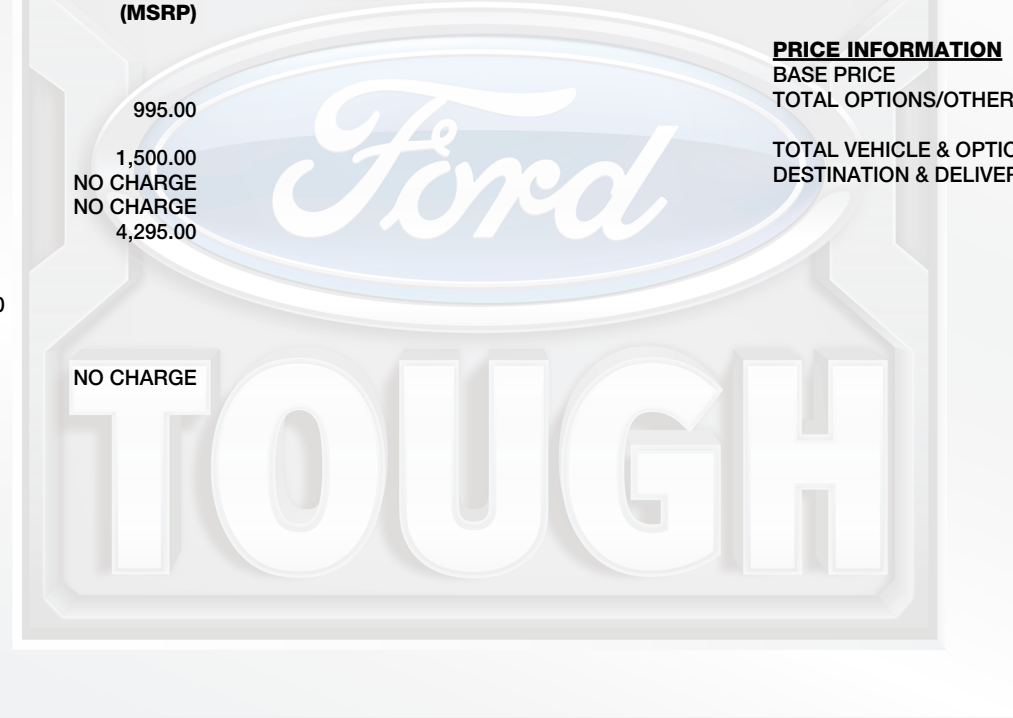 (MSRP)
995.00
1,500.00
NO CHARGE
NO CHARGE
4,295.00
NO CHARGE
PRICE INFORMATION
BASE PRICE
TOTAL OPTIONS/OTHER
TOTAL VEHICLE & OPTIO
DESTINATION & DELIVER
Ford
TOUGH